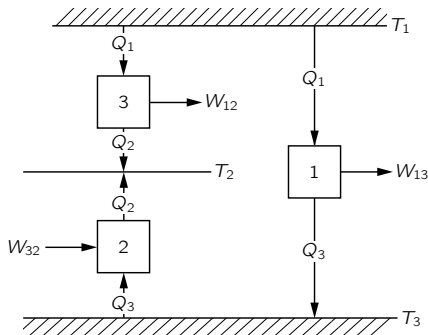 T₁
Q₁
Q₁
3
W₁₂
Q₂
T₂
1
W₁₃
Q₂
W₃₂
2
Q₃
Q₃
T₃